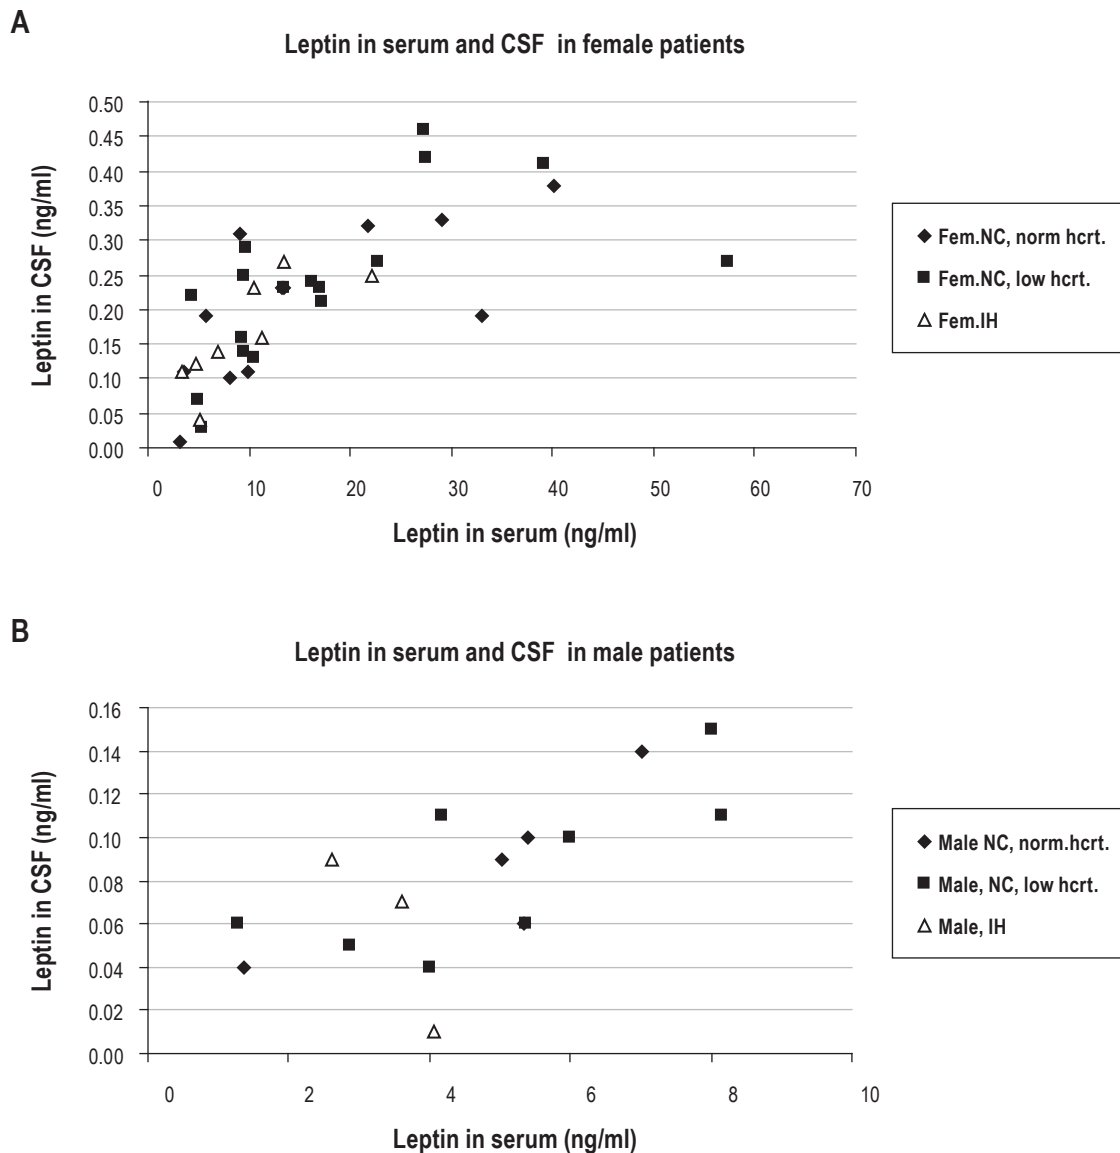 A
Leptin in serum and CSF in female patients
0.50
0.45
0.40
0.35
0.30
0.25
0.20
0.15
0.10
0.05
0.00
Leptin in CSF (ng/ml)
0 10 20 30 40 50 60 70
Leptin in serum (ng/ml)
Fem.NC, norm hcrt.
Fem.NC, low hcrt.
Fem.IH
B
Leptin in serum and CSF in male patients
0.16
0.14
0.12
0.10
0.08
0.06
0.04
0.02
0.00
Leptin in CSF (ng/ml)
0 2 4 6 8 10
Leptin in serum (ng/ml)
Male NC, norm.hcrt.
Male, NC, low hcrt.
Male, IH